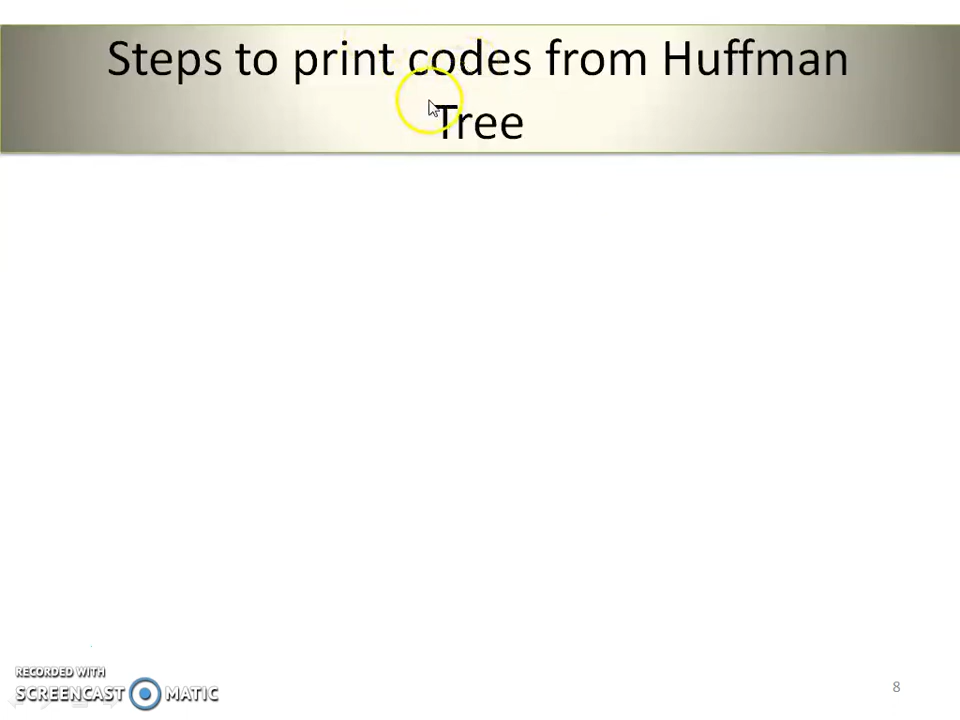 Steps to print codes from Huffman
Tree
RECORDED WITH
SCREENCAST MATIC
8